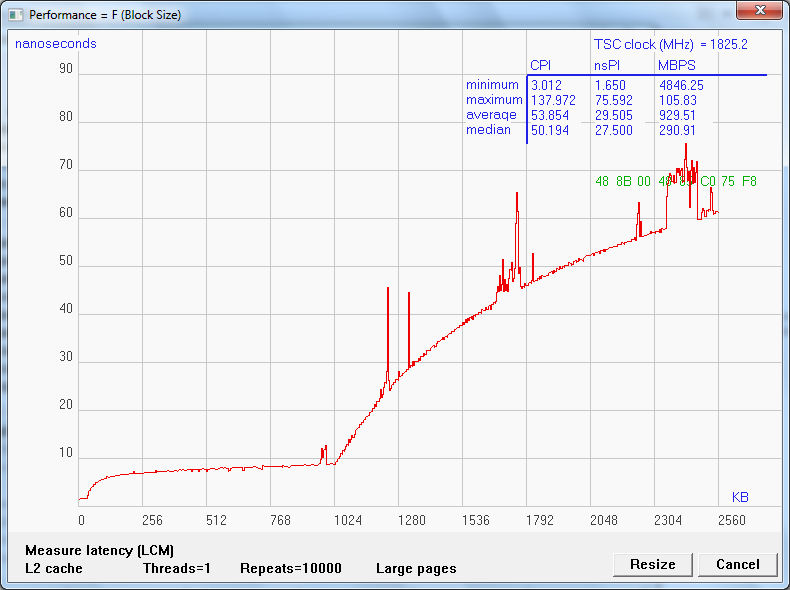 Performance = F (Block Size)
nanoseconds
TSC clock (MHz) = 1825.2
CPI nsPI MBPS
minimum 3.012 1.650 4846.25
maximum 137.972 75.592 105.83
average 53.854 29.505 929.51
median 50.194 27.500 290.91
48 8B 00 48 85 C0 75 F8
90
80
70
60
50
40
30
20
10
KB
0 256 512 768 1024 1280 1536 1792 2048 2304 2560
Measure latency (LCM)
L2 cache Threads=1 Repeats=10000 Large pages
Resize Cancel